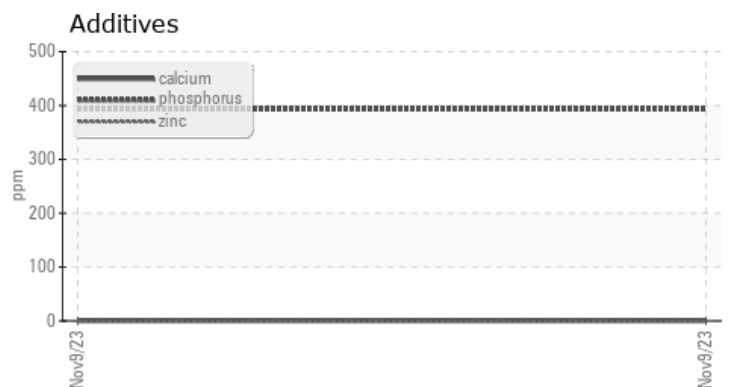 Additives
500
400
300
200
100
0
ppm
calcium
phosphorus
zinc
Nov9/23
Nov9/23